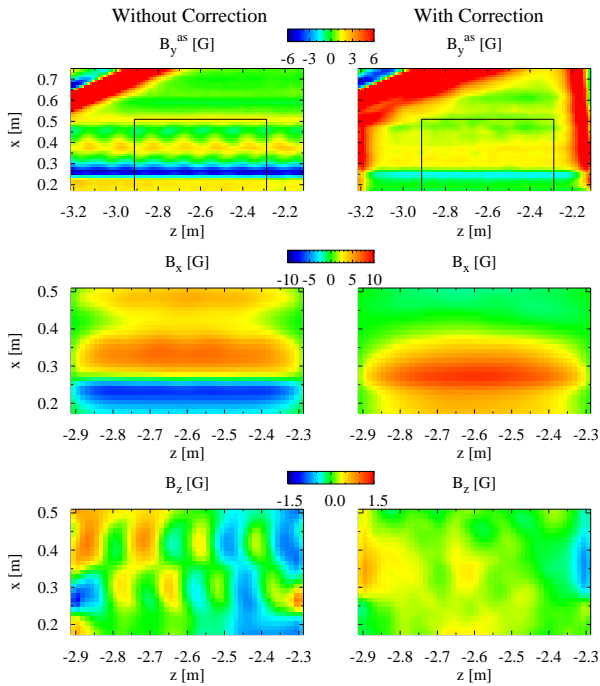 Without Correction With Correction
B_y^as [G] -6 -3 0 3 6 B_y^as [G]
0.7
0.6
0.5
0.4
0.3
0.2
x [m]
-3.2 -3.0 -2.8 -2.6 -2.4 -2.2 -3.2 -3.0 -2.8 -2.6 -2.4 -2.2
z [m] z [m]
B_x [G] -10 -5 0 5 10 B_x [G]
0.5
0.4
0.3
0.2
x [m]
-2.9 -2.8 -2.7 -2.6 -2.5 -2.4 -2.3 -2.9 -2.8 -2.7 -2.6 -2.5 -2.4 -2.3
z [m] z [m]
B_z [G] -1.5 0.0 1.5 B_z [G]
0.5
0.4
0.3
0.2
x [m]
-2.9 -2.8 -2.7 -2.6 -2.5 -2.4 -2.3 -2.9 -2.8 -2.7 -2.6 -2.5 -2.4 -2.3
z [m] z [m]